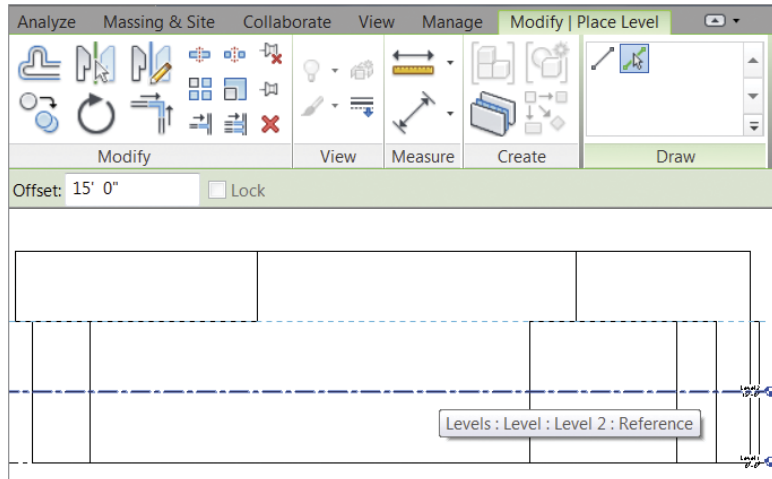 Analyze Massing & Site Collaborate View Manage Modify | Place Level
Modify View Measure Create Draw
Offset: 15' 0" Lock
Levels : Level : Level 2 : Reference